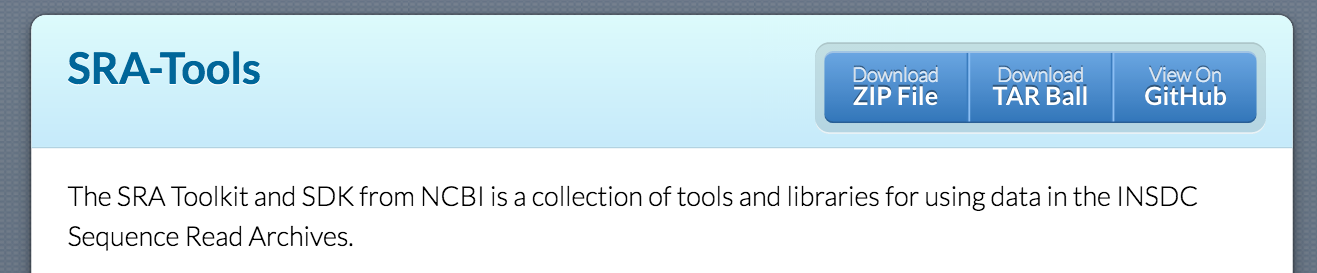 SRA-Tools
Download
ZIP File
Download
TAR Ball
View On
GitHub
The SRA Toolkit and SDK from NCBI is a collection of tools and libraries for using data in the INSDC
Sequence Read Archives.